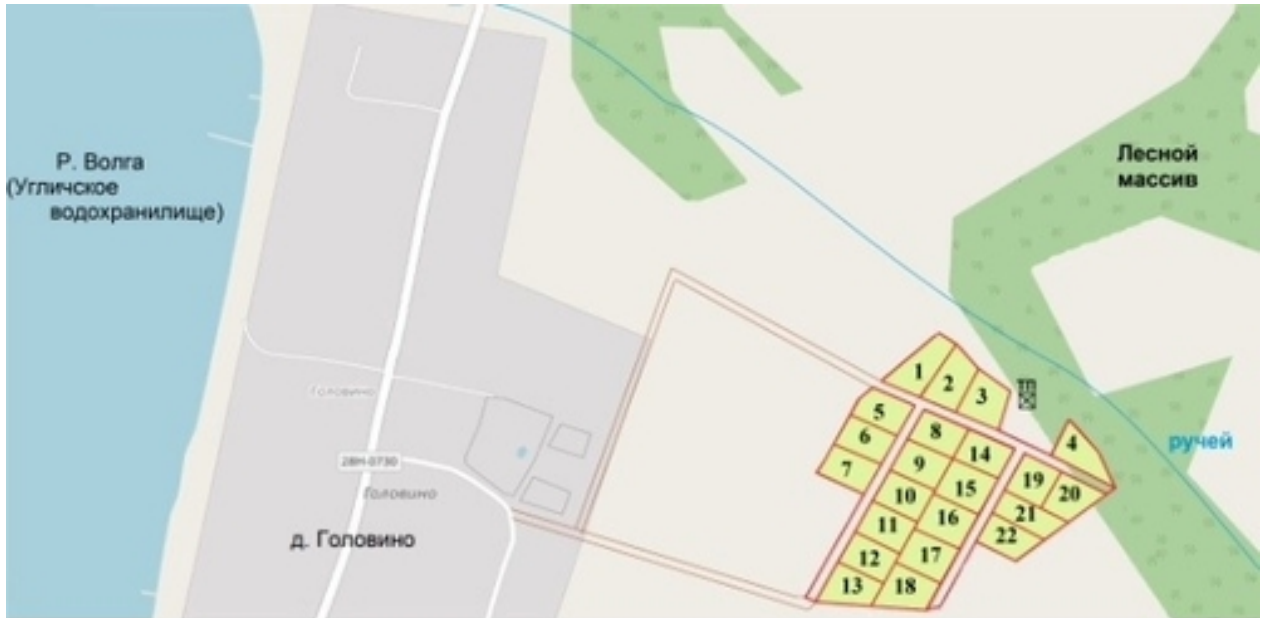 Р. Волга
(Угличское
водохранилище)
Лесной
массив
1
2
3
ТП
4
5
6
7
8
9
10
11
12
13
14
15
16
17
18
19
20
21
22
ручей
Головино
28Н-0730
Головино
д. Головино